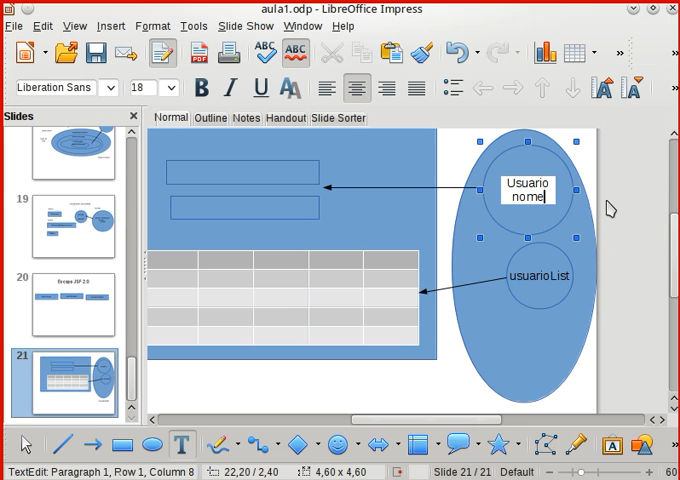 aula1.odp - LibreOffice Impress
File Edit View Insert Format Tools Slide Show Window
Liberation Sans 18
Slides
Normal Outline Notes Handout Slide Sorter
19
20
Escopo JSF 2.0
21
Usuario
nome
usuarioList
TextEdit: Paragraph 1, Row 1, Column 8 22,20 / 2,40 4,60 x 4,60 Slide 21 / 21 Default 60